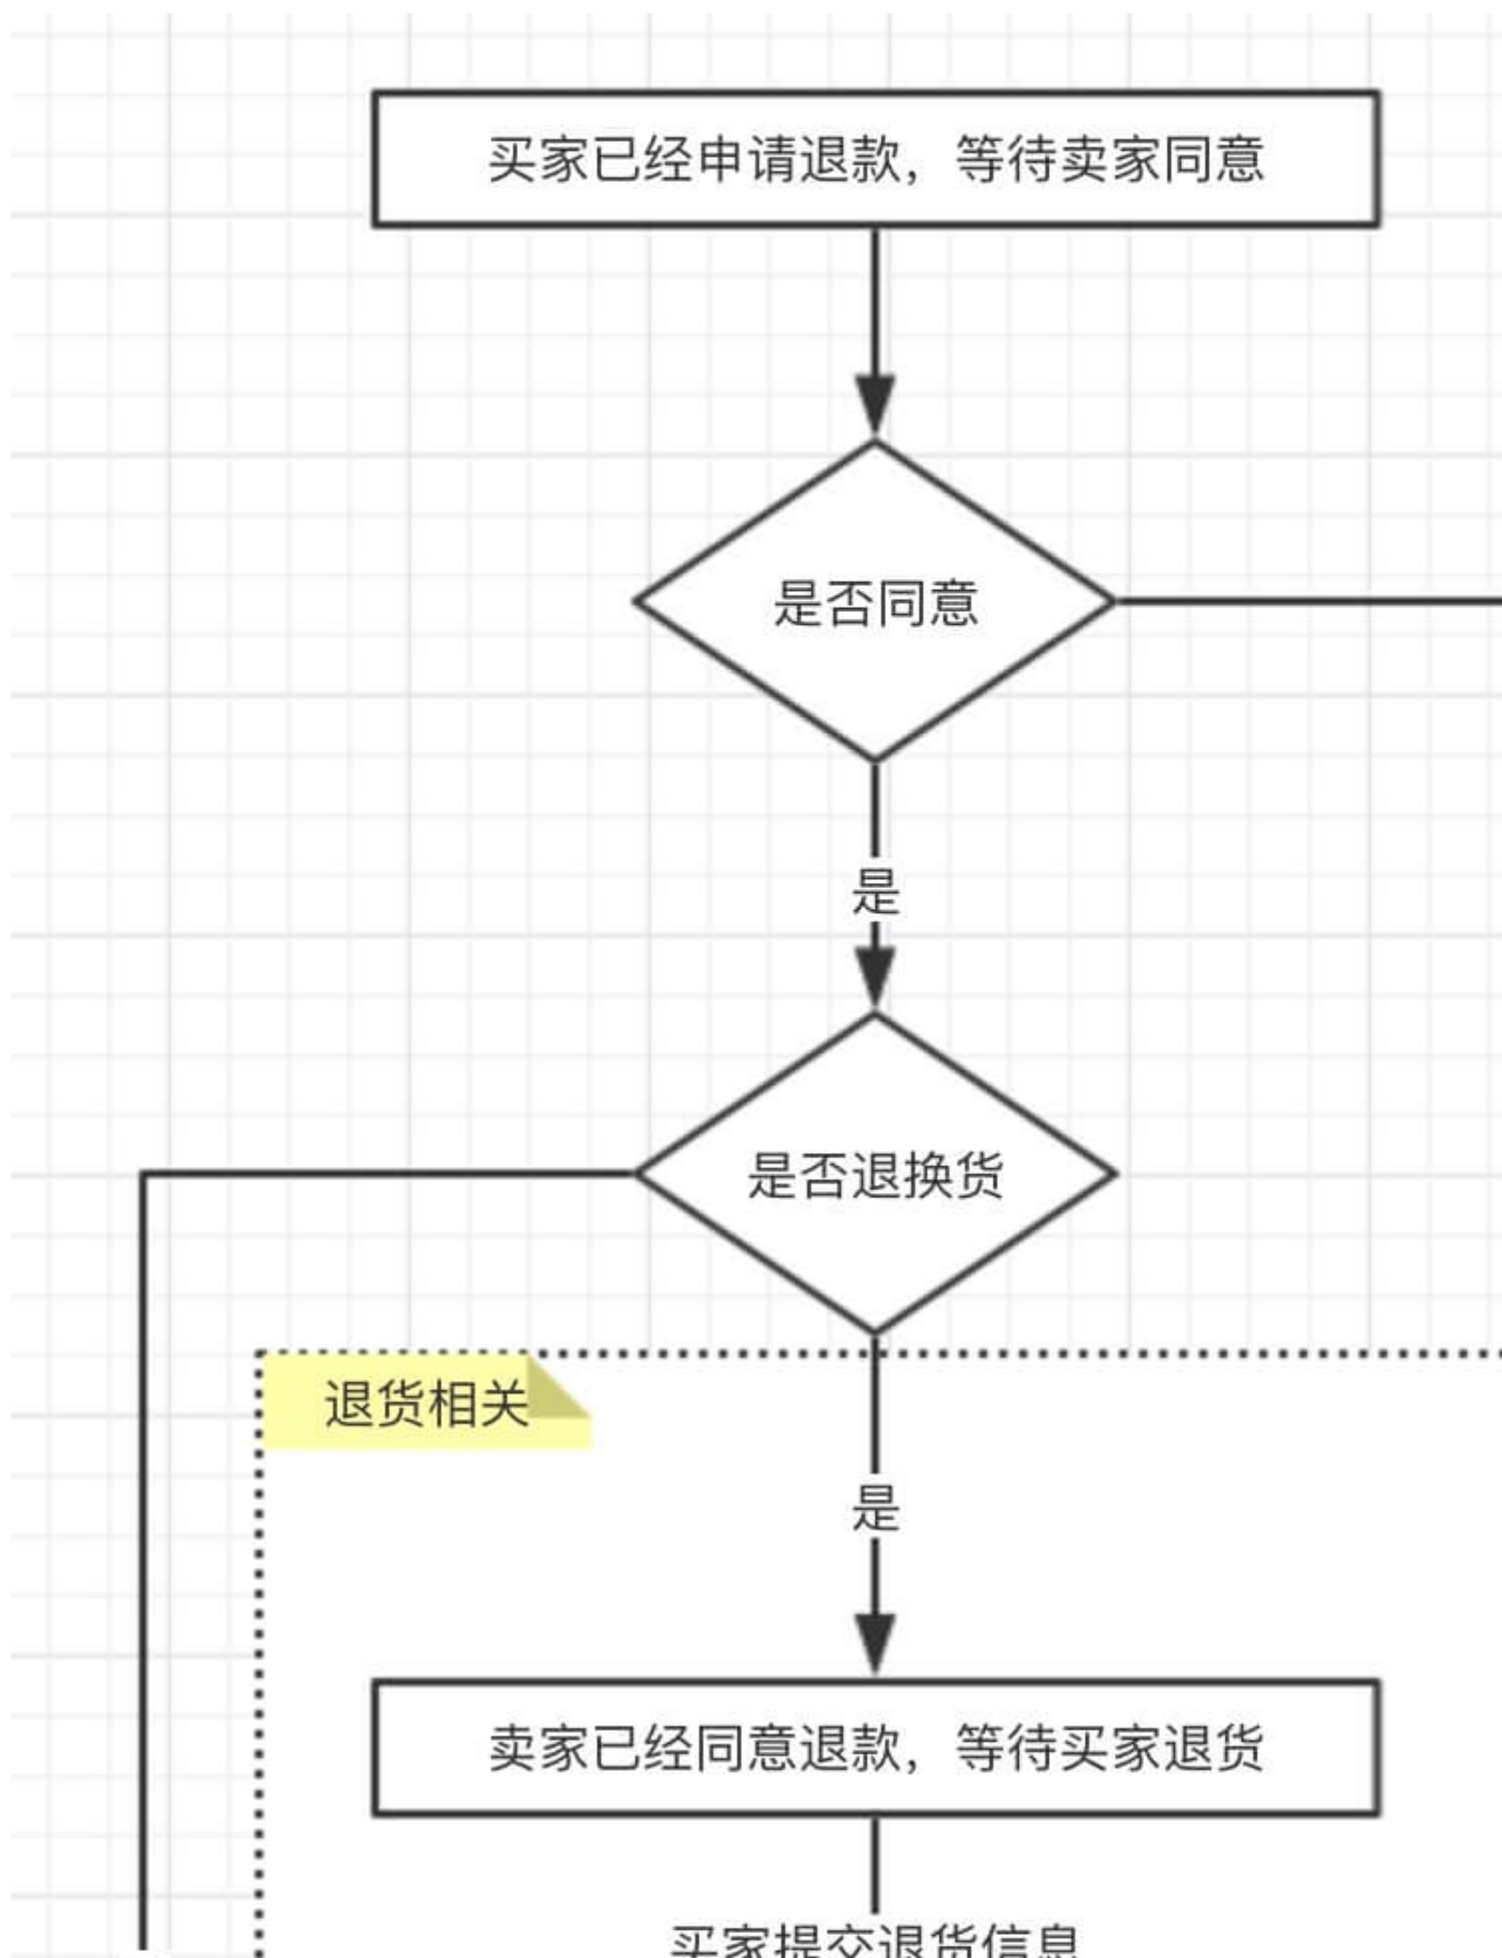 买家已经申请退款，等待卖家同意
是否同意
是
是否退换货
退货相关
是
卖家已经同意退款，等待买家退货
买家提交退货信息